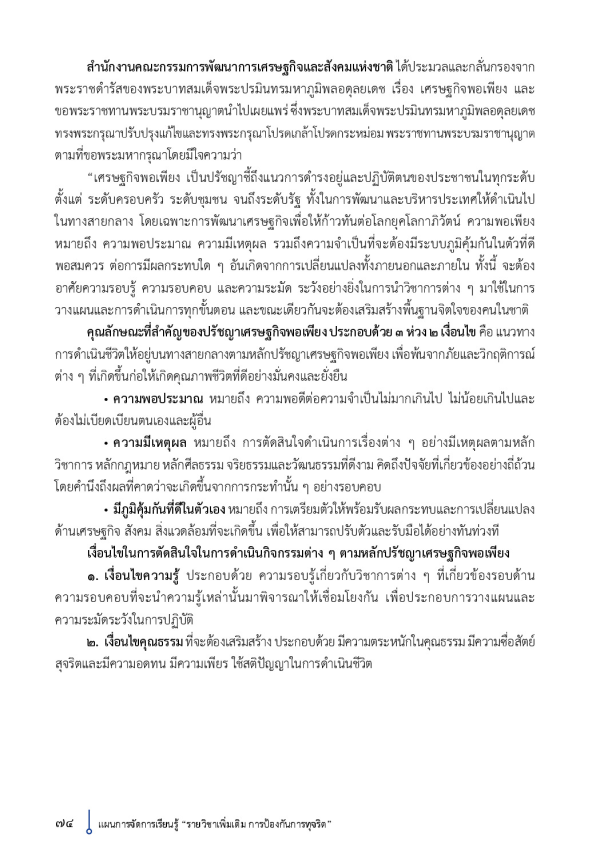 สำนักงานคณะกรรมการพัฒนาการเศรษฐกิจและสังคมแห่งชาติ ได้ประมวลและกลั่นกรองจาก
พระราชดำรัสของพระบาทสมเด็จพระปรมินทรมหาภูมิพลอดุลยเดช เรื่อง เศรษฐกิจพอเพียง และ
ขอพระราชทานพระบรมราชานุญาตนำไปเผยแพร่ ซึ่งพระบาทสมเด็จพระปรมินทรมหาภูมิพลอดุลยเดช
ทรงพระกรุณาปรับปรุงแก้ไขและทรงพระกรุณาโปรดเกล้าโปรดกระหม่อม พระราชทานพระบรมราชานุญาต
ตามที่ขอพระมหากรุณาโดยมีใจความว่า
"เศรษฐกิจพอเพียง เป็นปรัชญาชี้ถึงแนวการดำรงอยู่และปฏิบัติตนของประชาชนในทุกระดับ
ตั้งแต่ ระดับครอบครัว ระดับชุมชน จนถึงระดับรัฐ ทั้งในการพัฒนาและบริหารประเทศให้ดำเนินไป
ในทางสายกลาง โดยเฉพาะการพัฒนาเศรษฐกิจเพื่อให้ก้าวทันต่อโลกยุคโลกาภิวัตน์ ความพอเพียง
หมายถึง ความพอประมาณ ความมีเหตุผล รวมถึงความจำเป็นที่จะต้องมีระบบภูมิคุ้มกันในตัวที่ดี
พอสมควร ต่อการมีผลกระทบใด ๆ อันเกิดจากการเปลี่ยนแปลงทั้งภายนอกและภายใน ทั้งนี้ จะต้อง
อาศัยความรอบรู้ ความรอบคอบ และความระมัด ระวังอย่างยิ่งในการนำวิชาการต่าง ๆ มาใช้ในการ
วางแผนและการดำเนินการทุกขั้นตอน และขณะเดียวกันจะต้องเสริมสร้างพื้นฐานจิตใจของคนในชาติ
คุณลักษณะที่สำคัญของปรัชญาเศรษฐกิจพอเพียง ประกอบด้วย ๓ ห่วง ๒ เงื่อนไข คือ แนวทาง
การดำเนินชีวิตให้อยู่บนทางสายกลางตามหลักปรัชญาเศรษฐกิจพอเพียง เพื่อพ้นจากภัยและวิกฤติการณ์
ต่าง ๆ ที่เกิดขึ้นก่อให้เกิดคุณภาพชีวิตที่ดีอย่างมั่นคงและยั่งยืน
• ความพอประมาณ หมายถึง ความพอดีต่อความจำเป็นไม่มากเกินไป ไม่น้อยเกินไปและ
ต้องไม่เบียดเบียนตนเองและผู้อื่น
• ความมีเหตุผล หมายถึง การตัดสินใจดำเนินการเรื่องต่าง ๆ อย่างมีเหตุผลตามหลัก
วิชาการ หลักกฎหมาย หลักศีลธรรม จริยธรรมและวัฒนธรรมที่ดีงาม คิดถึงปัจจัยที่เกี่ยวข้องอย่างถี่ถ้วน
โดยคำนึงถึงผลที่คาดว่าจะเกิดขึ้นจากการกระทำนั้น ๆ อย่างรอบคอบ
• มีภูมิคุ้มกันที่ดีในตัวเอง หมายถึง การเตรียมตัวให้พร้อมรับผลกระทบและการเปลี่ยนแปลง
ด้านเศรษฐกิจ สังคม สิ่งแวดล้อมที่จะเกิดขึ้น เพื่อให้สามารถปรับตัวและรับมือได้อย่างทันท่วงที
เงื่อนไขในการตัดสินใจในการดำเนินกิจกรรมต่าง ๆ ตามหลักปรัชญาเศรษฐกิจพอเพียง
๑. เงื่อนไขความรู้ ประกอบด้วย ความรอบรู้เกี่ยวกับวิชาการต่าง ๆ ที่เกี่ยวข้องรอบด้าน
ความรอบคอบที่จะนำความรู้เหล่านั้นมาพิจารณาให้เชื่อมโยงกัน เพื่อประกอบการวางแผนและ
ความระมัดระวังในการปฏิบัติ
๒. เงื่อนไขคุณธรรม ที่จะต้องเสริมสร้าง ประกอบด้วย มีความตระหนักในคุณธรรม มีความซื่อสัตย์
สุจริตและมีความอดทน มีความเพียร ใช้สติปัญญาในการดำเนินชีวิต
๗๔ แผนการจัดการเรียนรู้ "รายวิชาเพิ่มเติม การป้องกันการทุจริต"